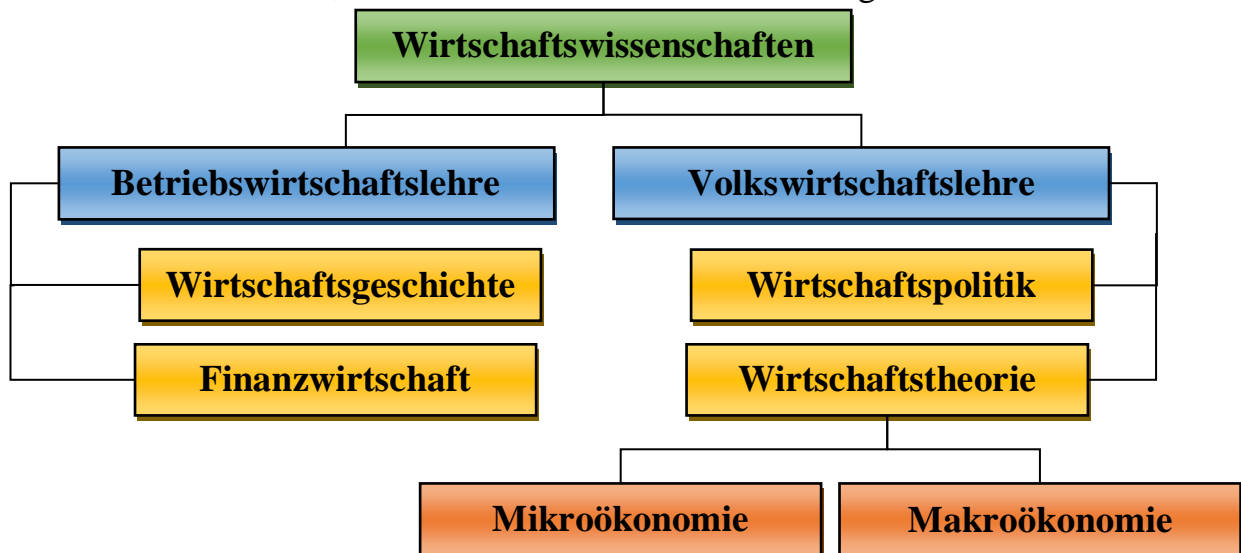 Wirtschaftswissenschaften
Betriebswirtschaftslehre
Volkswirtschaftslehre
Wirtschaftsgeschichte
Wirtschaftspolitik
Finanzwirtschaft
Wirtschaftstheorie
Mikroökonomie
Makroökonomie